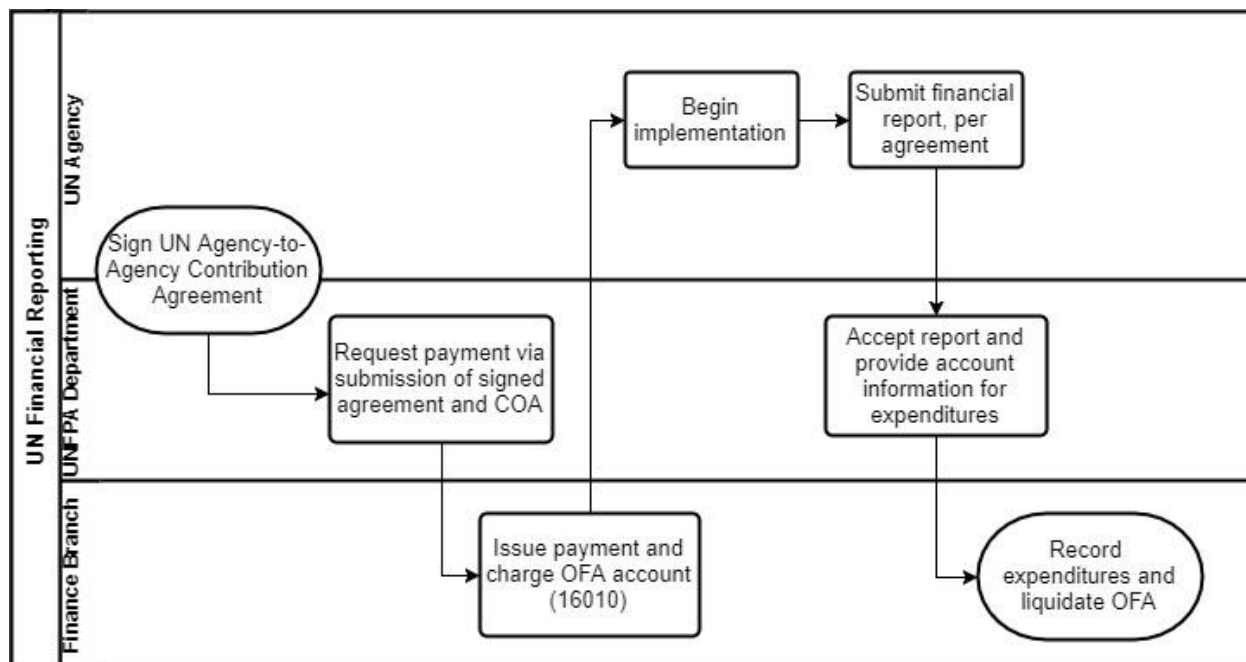 UN Financial Reporting
UN Agency
Begin
implementation
Submit financial
report, per
agreement
Sign UN Agency-to-
Agency Contribution
Agreement
UNFPA Department
Request payment via
submission of signed
agreement and COA
Accept report and
provide account
information for
expenditures
Finance Branch
Issue payment and
charge OFA account
(16010)
Record
expenditures and
liquidate OFA